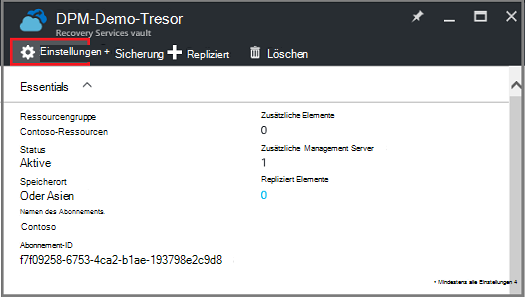 DPM-Demo-Tresor
Recovery Services vault
Einstellungen + Sicherung + Repliziert Löschen
Essentials
Ressourcengruppe
Contoso-Ressourcen
Status
Aktive
Speicherort
Oder Asien
Namen des Abonnements.
Contoso
Abonnement-ID
f7f09258-6753-4ca2-b1ae-193798e2c9d8
Zusätzliche Elemente
0
Zusätzliche Management Server
1
Repliziert Elemente
0
• Mindestens alle Einstellungen 4